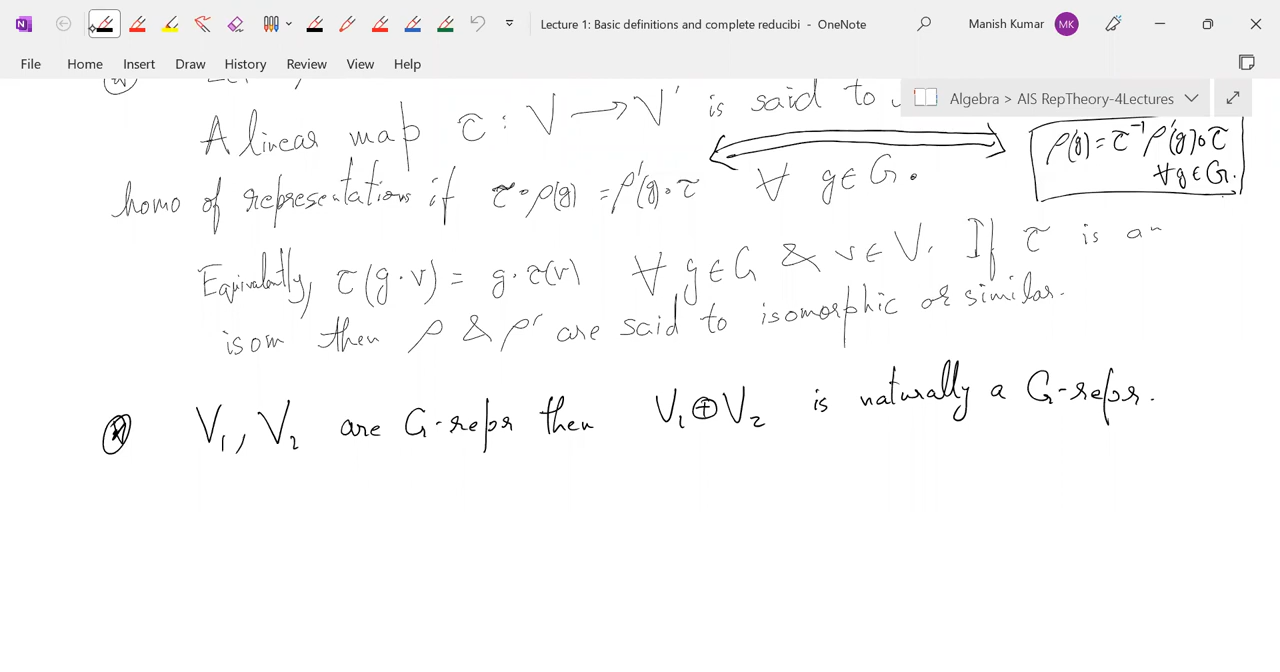 Lecture 1: Basic definitions and complete reducibi - OneNote
Manish Kumar
MK
File Home Insert Draw History Review View Help
Algebra > AIS RepTheory-4Lectures
A linear map τ : V → V' is said to
ρ(g) = τ⁻¹ρ'(g)∘τ
∀ g ∈ G.
homo of representations if τ∘ρ(g) = ρ'(g)∘τ ∀ g ∈ G.
Equivalently, τ(g·v) = g·τ(v) ∀ g ∈ G & v ∈ V. If τ is an
isom then ρ & ρ' are said to isomorphic or similar.
V₁, V₂ are G-repr then V₁ ⊕ V₂ is naturally a G-repr.